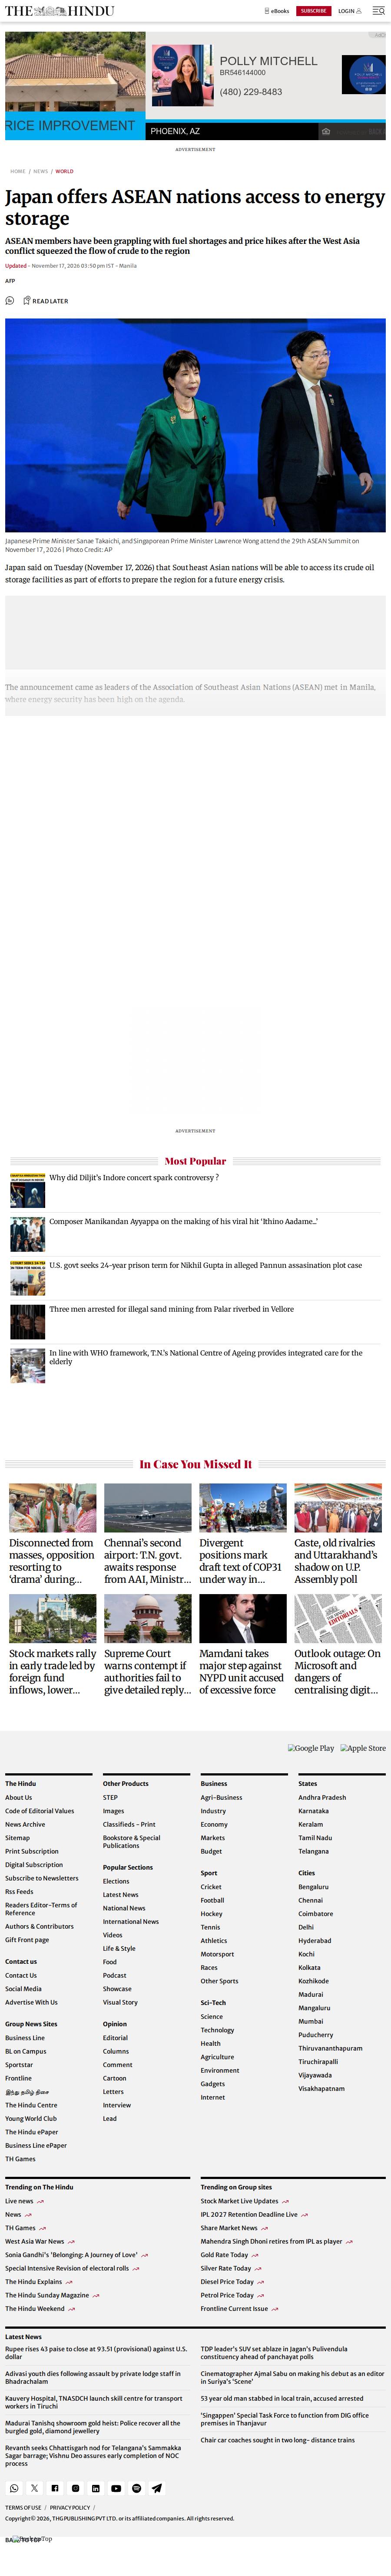 THE HINDU
eBooks
SUBSCRIBE
LOGIN
RICE IMPROVEMENT
POLLY MITCHELL
BR546144000
(480) 229-8483
PHOENIX, AZ
ADVERTISEMENT
HOME / NEWS / WORLD
Japan offers ASEAN nations access to energy
storage
ASEAN members have been grappling with fuel shortages and price hikes after the West Asia
conflict squeezed the flow of crude to the region
Updated - November 17, 2026 03:50 pm IST - Manila
AFP
READ LATER
Japanese Prime Minister Sanae Takaichi, and Singaporean Prime Minister Lawrence Wong attend the 29th ASEAN Summit on
November 17, 2026 | Photo Credit: AP
Japan said on Tuesday (November 17, 2026) that Southeast Asian nations will be able to access its crude oil
storage facilities as part of efforts to prepare the region for a future energy crisis.
The announcement came as leaders of the Association of Southeast Asian Nations (ASEAN) met in Manila,
where energy security has been high on the agenda.
ADVERTISEMENT
Most Popular
Why did Diljit's Indore concert spark controversy ?
Composer Manikandan Ayyappa on the making of his viral hit 'Ithino Aadame...'
U.S. govt seeks 24-year prison term for Nikhil Gupta in alleged Pannun assasination plot case
Three men arrested for illegal sand mining from Palar riverbed in Vellore
In line with WHO framework, T.N.'s National Centre of Ageing provides integrated care for the
elderly
In Case You Missed It
Disconnected from
masses, opposition
resorting to
'drama' during...
Chennai's second
airport: T.N. govt.
awaits response
from AAI, Ministr...
Divergent
positions mark
draft text of COP31
under way in...
Caste, old rivalries
and Uttarakhand's
shadow on U.P.
Assembly poll
Stock markets rally
in early trade led by
foreign fund
inflows, lower...
Supreme Court
warns contempt if
authorities fail to
give detailed reply...
Mamdani takes
major step against
NYPD unit accused
of excessive force
EDITORIALS
Outlook outage: On
Microsoft and
dangers of
centralising digit...
Google Play
Apple Store
The Hindu
About Us
Code of Editorial Values
News Archive
Sitemap
Print Subscription
Digital Subscription
Subscribe to Newsletters
Rss Feeds
Readers Editor-Terms of
Reference
Authors & Contributors
Gift Front page
Contact us
Contact Us
Social Media
Advertise With Us
Group News Sites
Business Line
BL on Campus
Sportstar
Frontline
இந்து தமிழ் திசை
The Hindu Centre
Young World Club
The Hindu ePaper
Business Line ePaper
TH Games
Other Products
STEP
Images
Classifieds - Print
Bookstore & Special
Publications
Popular Sections
Elections
Latest News
National News
International News
Videos
Life & Style
Food
Podcast
Showcase
Visual Story
Opinion
Editorial
Columns
Comment
Cartoon
Letters
Interview
Lead
Business
Agri-Business
Industry
Economy
Markets
Budget
Sport
Cricket
Football
Hockey
Tennis
Athletics
Motorsport
Races
Other Sports
Sci-Tech
Science
Technology
Health
Agriculture
Environment
Gadgets
Internet
States
Andhra Pradesh
Karnataka
Keralam
Tamil Nadu
Telangana
Cities
Bengaluru
Chennai
Coimbatore
Delhi
Hyderabad
Kochi
Kolkata
Kozhikode
Madurai
Mangaluru
Mumbai
Puducherry
Thiruvananthapuram
Tiruchirapalli
Vijayawada
Visakhapatnam
Trending on The Hindu
Live news
News
TH Games
West Asia War News
Sonia Gandhi's 'Belonging: A Journey of Love'
Special Intensive Revision of electoral rolls
The Hindu Explains
The Hindu Sunday Magazine
The Hindu Weekend
Trending on Group sites
Stock Market Live Updates
IPL 2027 Retention Deadline Live
Share Market News
Mahendra Singh Dhoni retires from IPL as player
Gold Rate Today
Silver Rate Today
Diesel Price Today
Petrol Price Today
Frontline Current Issue
Latest News
Rupee rises 43 paise to close at 93.51 (provisional) against U.S.
dollar
Adivasi youth dies following assault by private lodge staff in
Bhadrachalam
Kauvery Hospital, TNASDCH launch skill centre for transport
workers in Tiruchi
Madurai Tanishq showroom gold heist: Police recover all the
burgled gold, diamond jewellery
Revanth seeks Chhattisgarh nod for Telangana's Sammakka
Sagar barrage; Vishnu Deo assures early completion of NOC
process
TDP leader's SUV set ablaze in Jagan's Pulivendula
constituency ahead of panchayat polls
Cinematographer Ajmal Sabu on making his debut as an editor
in Suriya's 'Scene'
53 year old man stabbed in local train, accused arrested
'Singappen' Special Task Force to function from DIG office
premises in Thanjavur
Chair car coaches sought in two long- distance trains
TERMS OF USE / PRIVACY POLICY /
Copyright© 2026, THG PUBLISHING PVT LTD. or its affiliated companies. All rights reserved.
BACK TO TOP